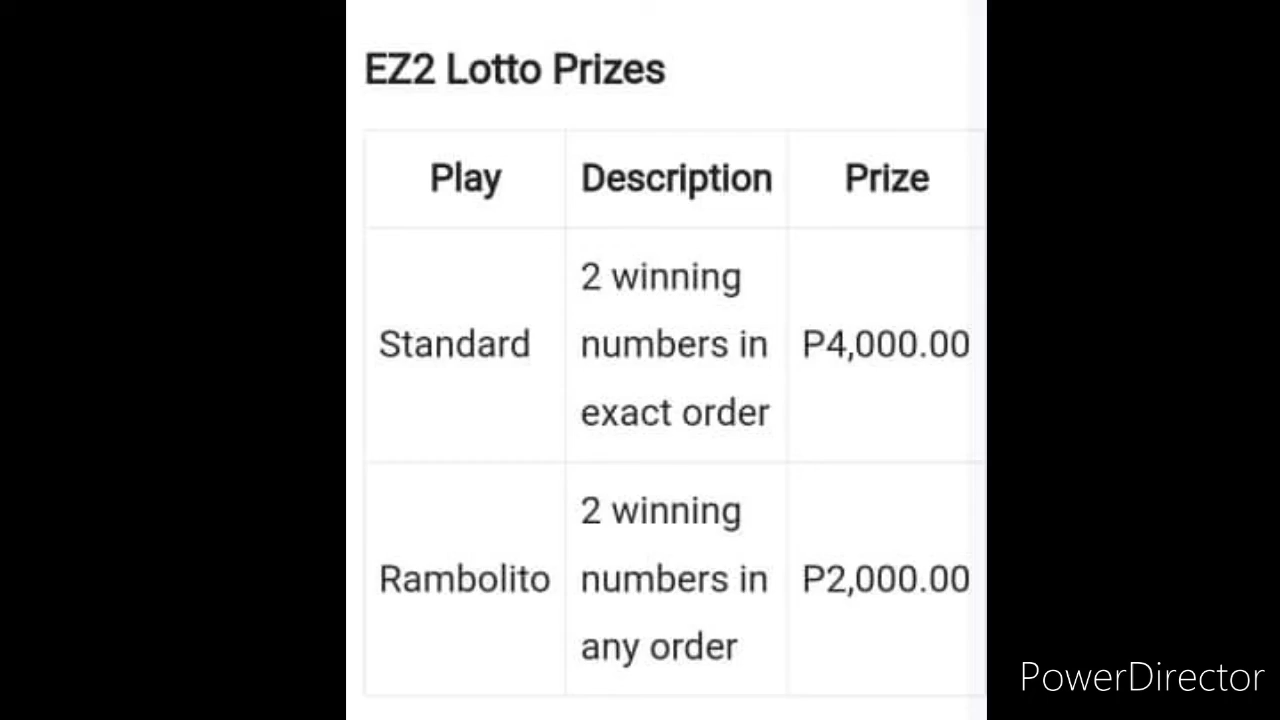 EZ2 Lotto Prizes
Play Description Prize
2 winning
Standard numbers in P4,000.00
exact order
2 winning
Rambolito numbers in P2,000.00
any order
PowerDirector